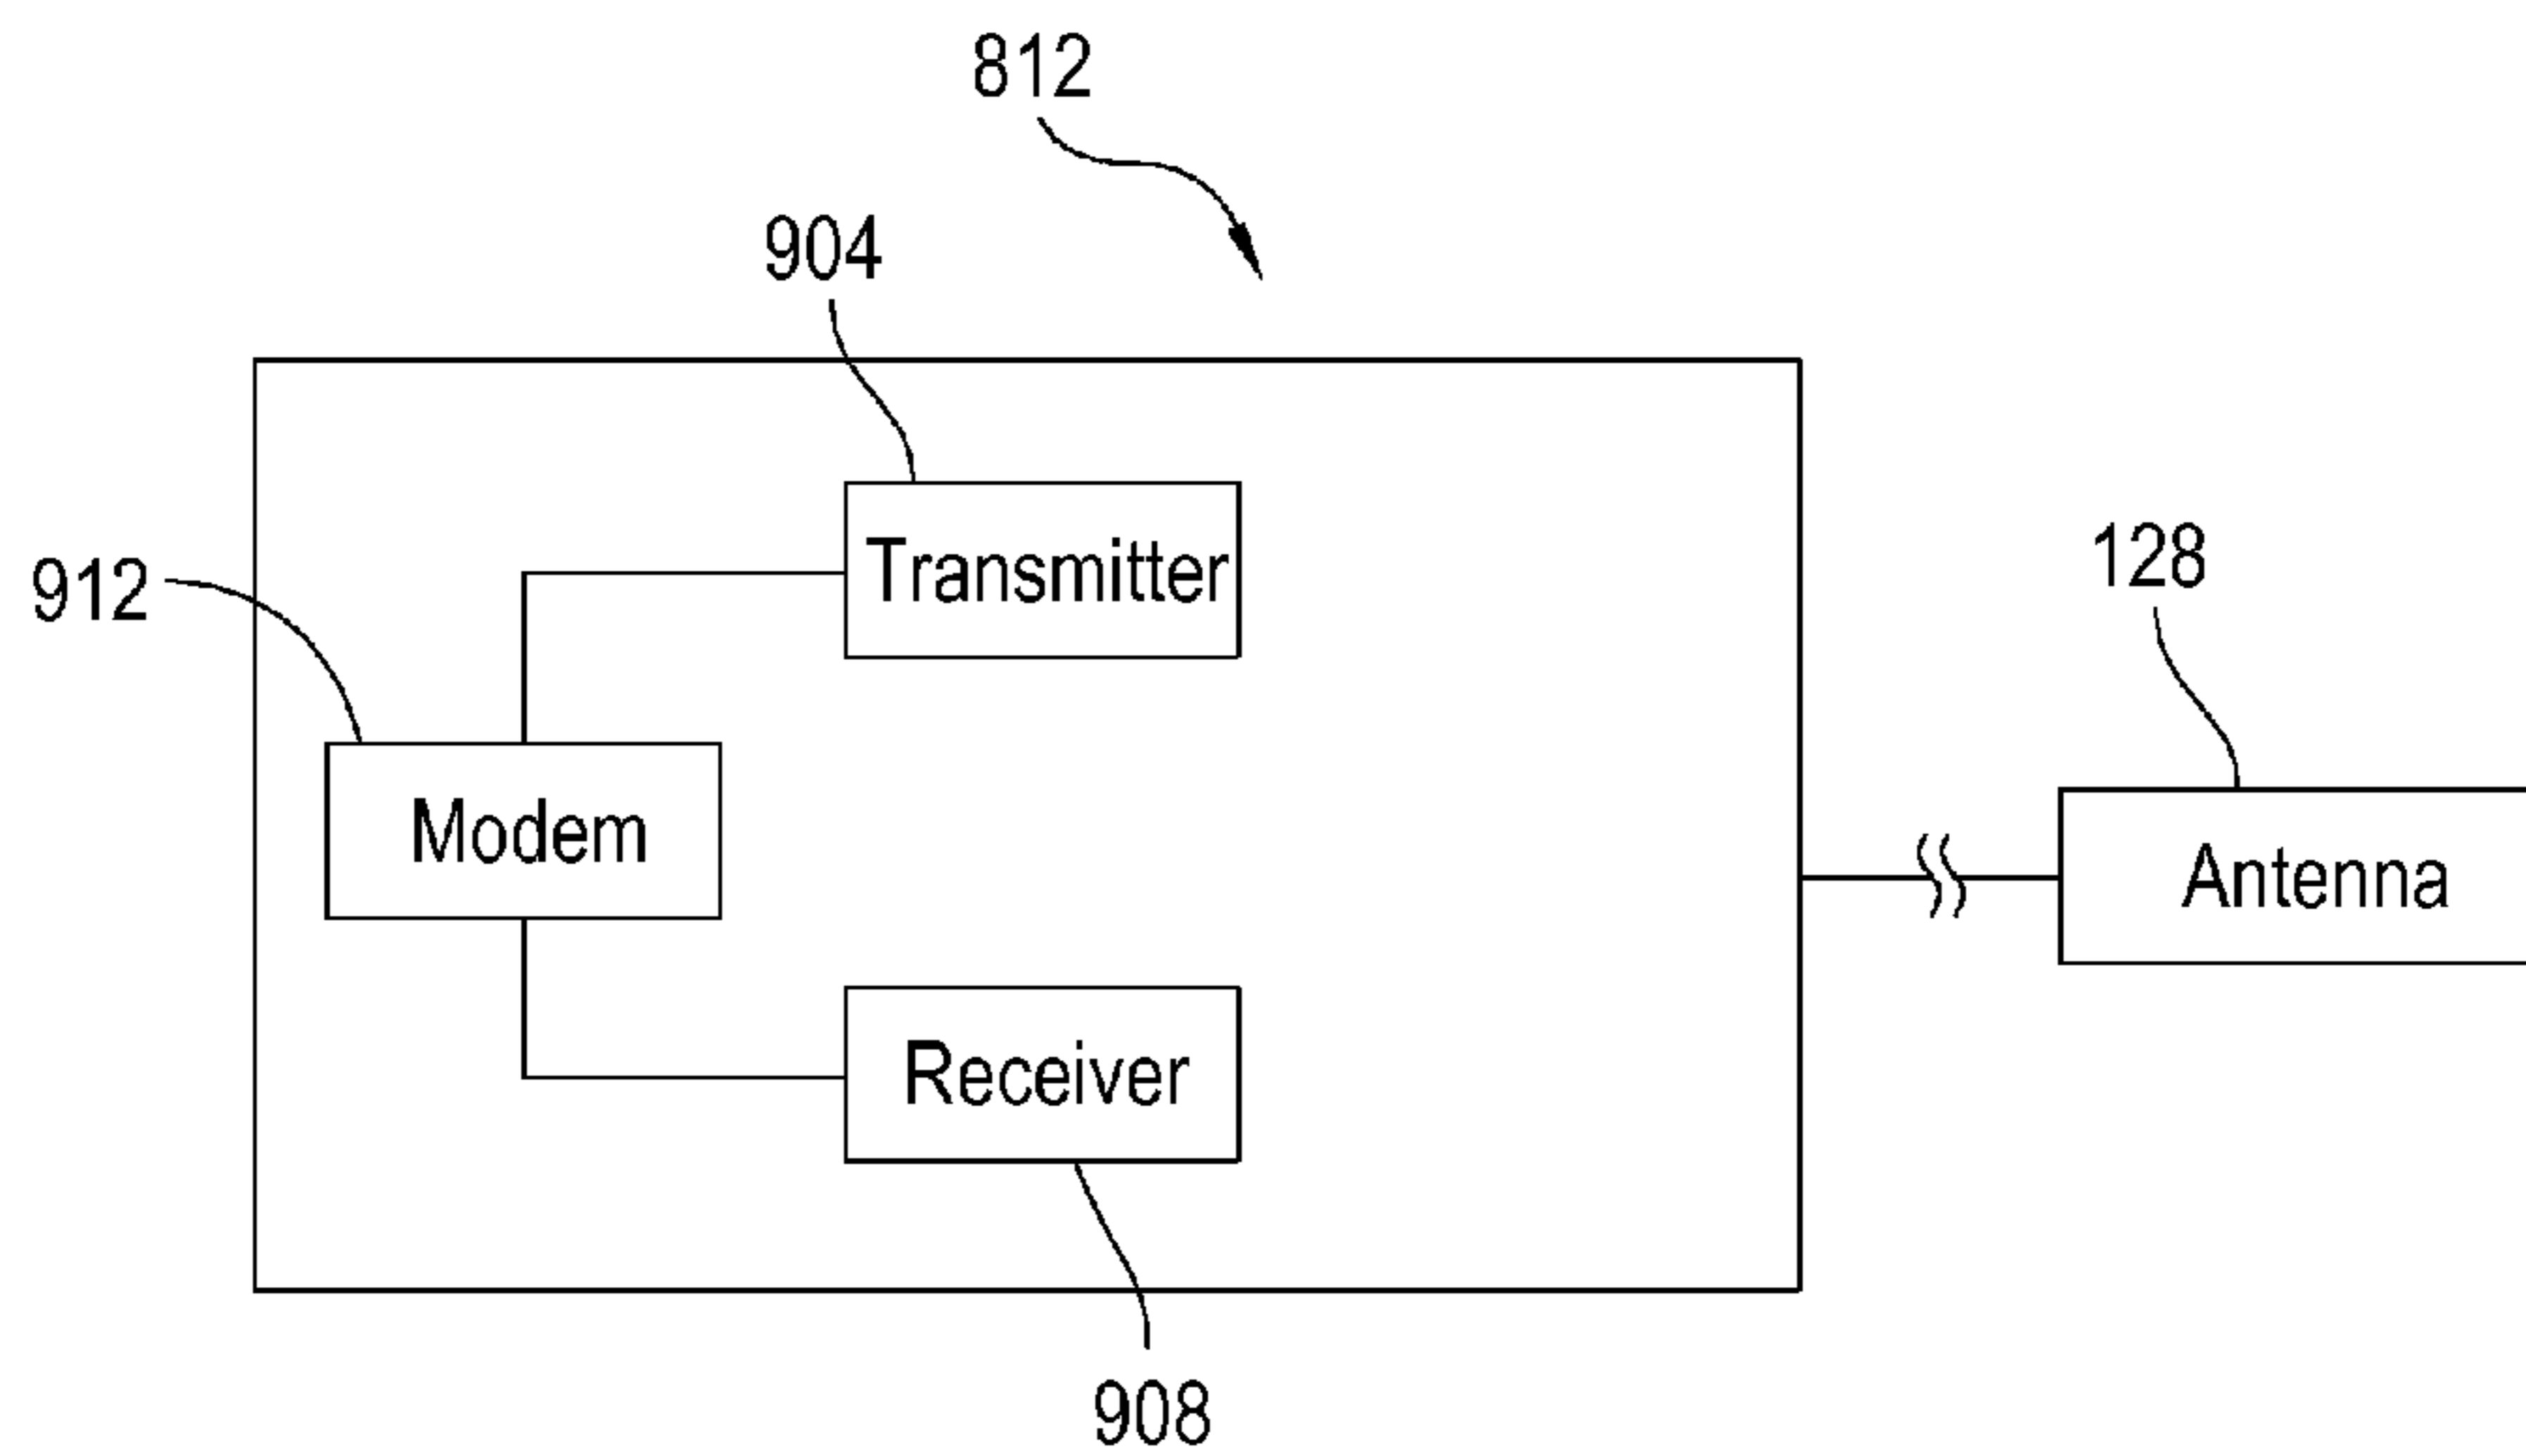 812
904
Transmitter
912
128
Modem
Antenna
Receiver
908